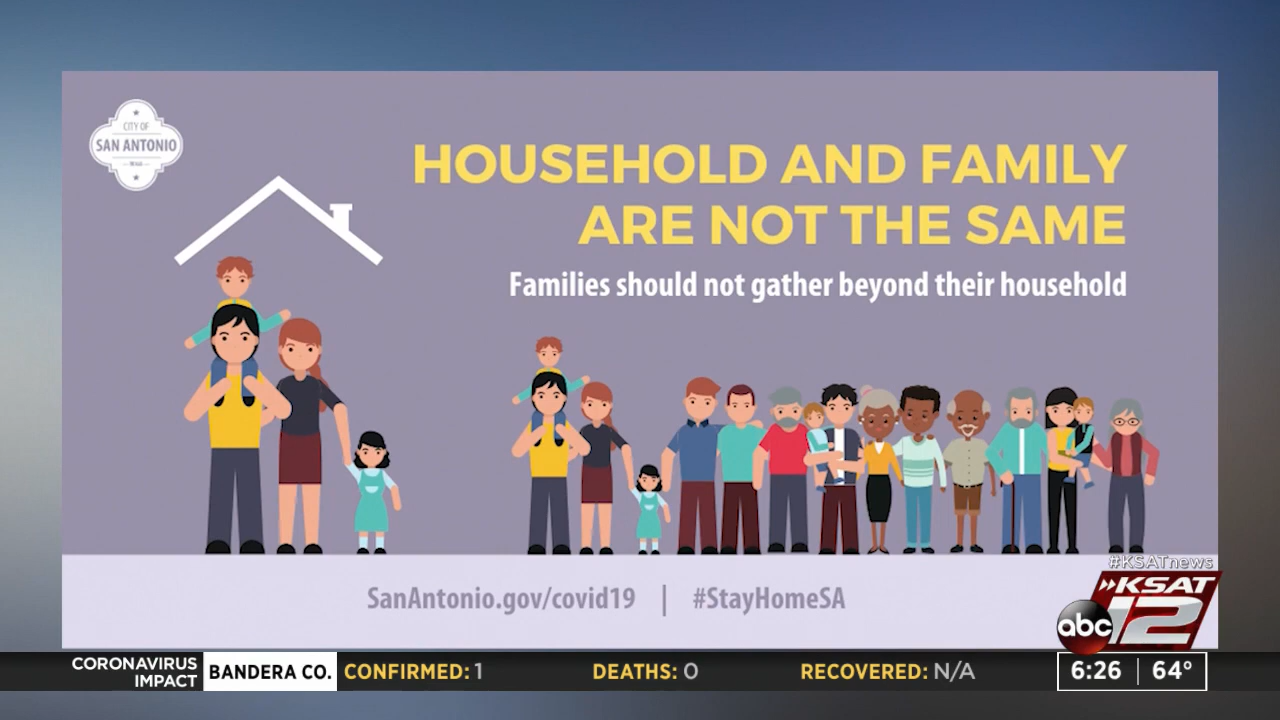 CITY OF
SAN ANTONIO
HOUSEHOLD AND FAMILY
ARE NOT THE SAME
Families should not gather beyond their household
SanAntonio.gov/covid19 | #StayHomeSA
#KSATnews
KSAT
abc 12
CORONAVIRUS
IMPACT
BANDERA CO. CONFIRMED: 1 DEATHS: 0 RECOVERED: N/A
6:26 64°